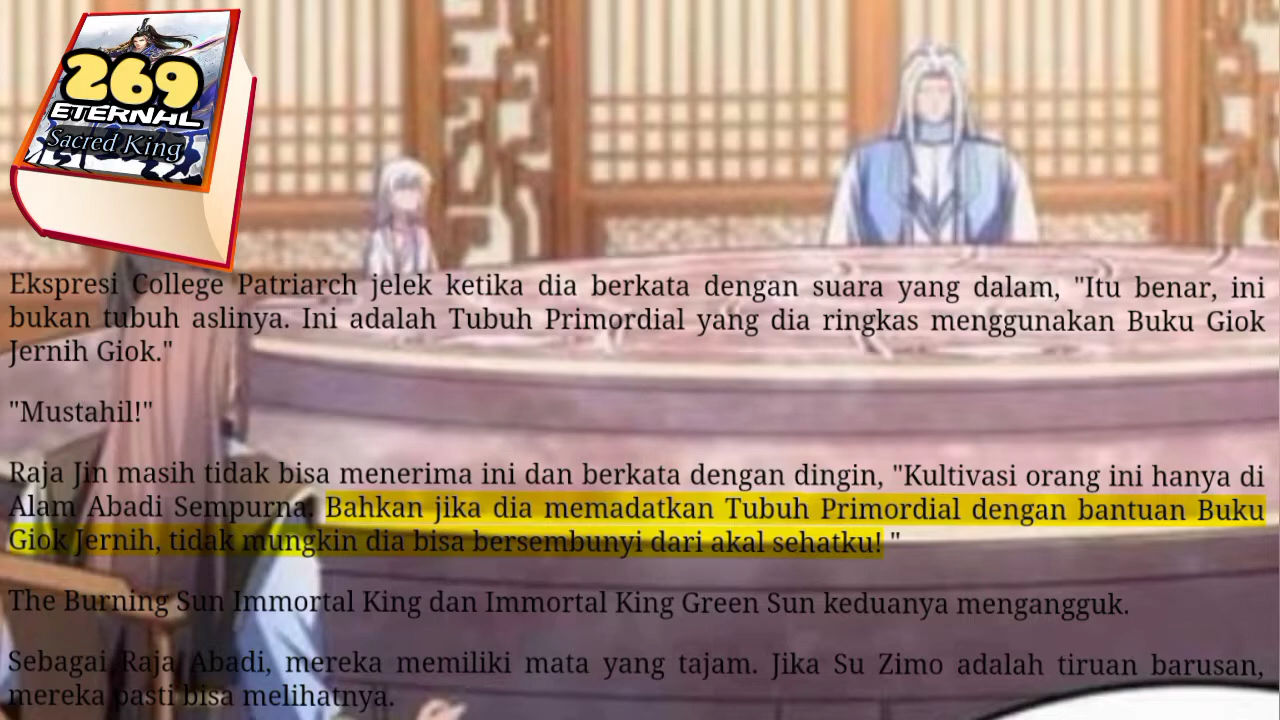 269
ETERNAL
Sacred King
Ekspresi College Patriarch jelek ketika dia berkata dengan suara yang dalam, "Itu benar, ini
bukan tubuh aslinya. Ini adalah Tubuh Primordial yang dia ringkas menggunakan Buku Giok
Jernih Giok."
"Mustahil!"
Raja Jin masih tidak bisa menerima ini dan berkata dengan dingin, "Kultivasi orang ini hanya di
Alam Abadi Sempurna. Bahkan jika dia memadatkan Tubuh Primordial dengan bantuan Buku
Giok Jernih, tidak mungkin dia bisa bersembunyi dari akal sehatku! "
The Burning Sun Immortal King dan Immortal King Green Sun keduanya mengangguk.
Sebagai Raja Abadi, mereka memiliki mata yang tajam. Jika Su Zimo adalah tiruan barusan,
mereka pasti bisa melihatnya.